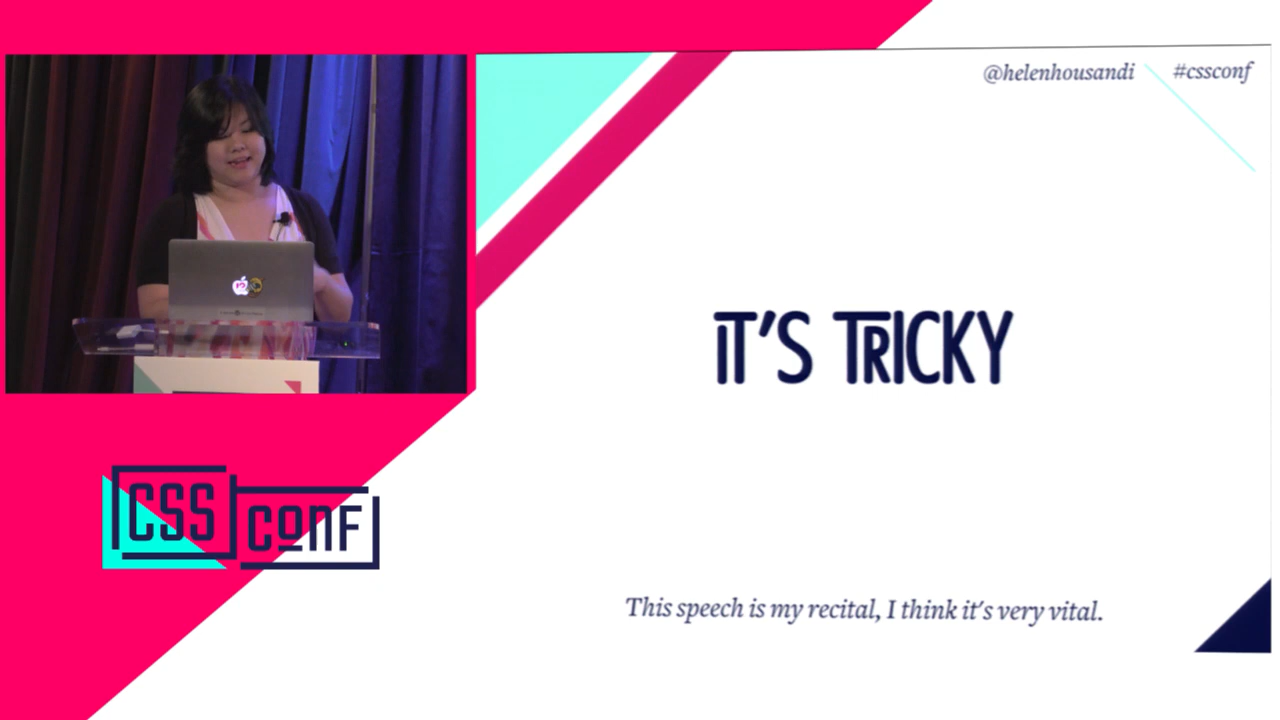 @helenhousandi #cssconf
IT'S TRICKY
This speech is my recital, I think it's very vital.
CSS
CONF